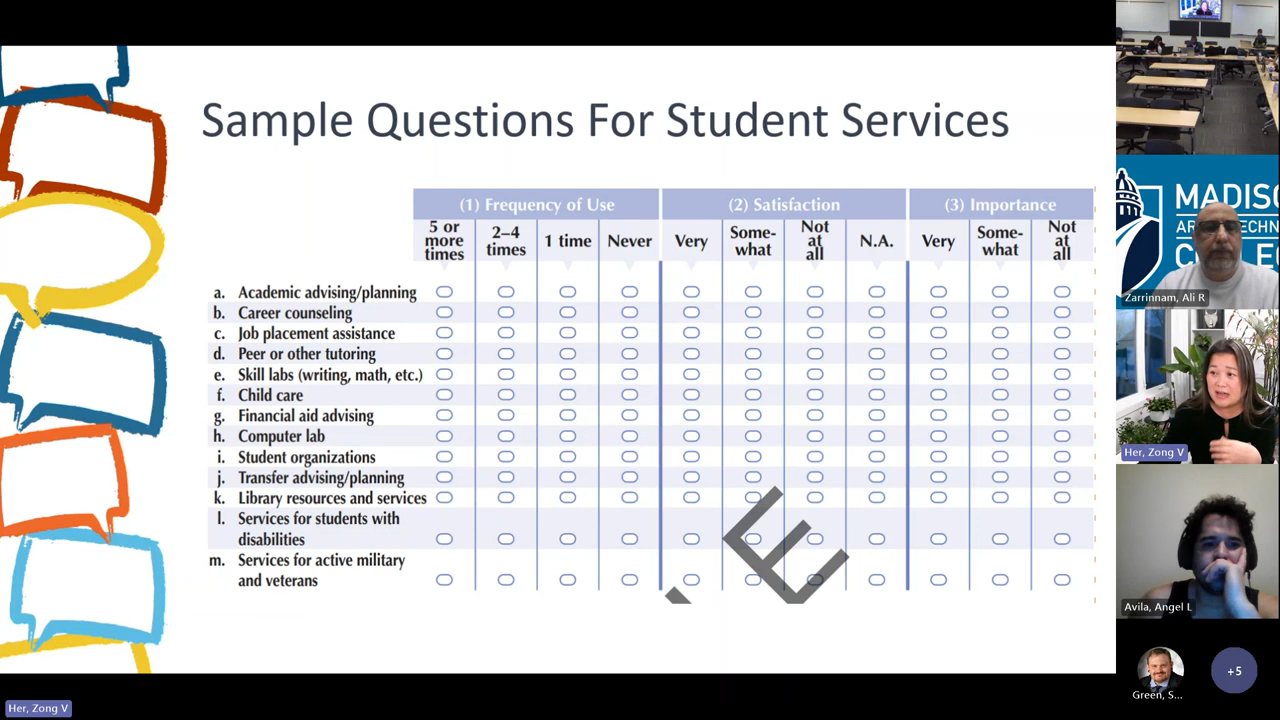 Sample Questions For Student Services
(1) Frequency of Use (2) Satisfaction (3) Importance
5 or more times 2–4 times 1 time Never Very Some-what Not at all N.A. Very Some-what Not at all
a. Academic advising/planning
b. Career counseling
c. Job placement assistance
d. Peer or other tutoring
e. Skill labs (writing, math, etc.)
f. Child care
g. Financial aid advising
h. Computer lab
i. Student organizations
j. Transfer advising/planning
k. Library resources and services
l. Services for students with
disabilities
m. Services for active military
and veterans
E
Her, Zong V
MADISO
Zarrinnam, Ali R
Her, Zong V
Avila, Angel L
Green, S...
+5